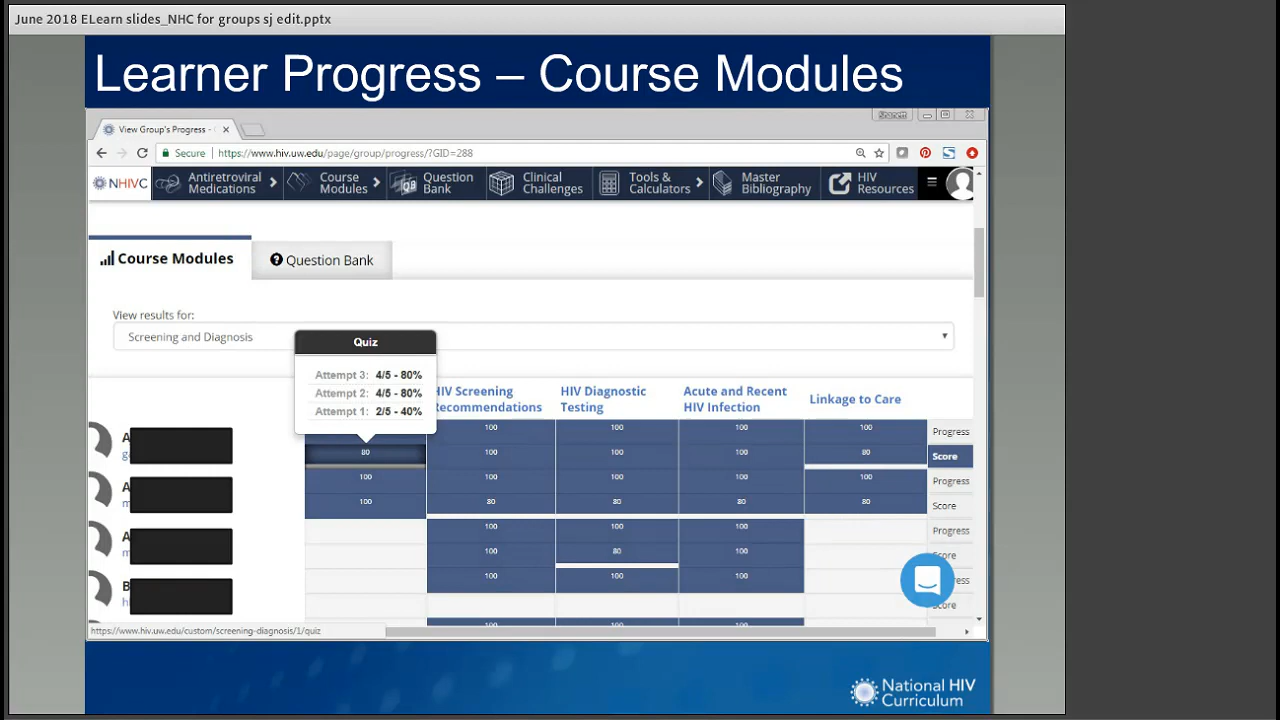 June 2018 ELearn slides_NHC for groups sj edit.pptx
Learner Progress – Course Modules
View Group's Progress -
Secure https://www.hiv.uw.edu/page/group/progress/?GID=288
NHIVC
Antiretroviral
Medications
Course
Modules
Question
Bank
Clinical
Challenges
Tools &
Calculators
Master
Bibliography
HIV
Resources
Course Modules
Question Bank
View results for:
Screening and Diagnosis
Quiz
Attempt 3: 4/5 - 80%
Attempt 2: 4/5 - 80%
Attempt 1: 2/5 - 40%
HIV Screening
Recommendations
HIV Diagnostic
Testing
Acute and Recent
HIV Infection
Linkage to Care
100 100 100 100 Progress
A
80 100 100 100 80 Score
100 100 100 100 100 Progress
A
m
100 80 80 80 80 Score
100 100 100 Progress
A
m
100 80 100 Score
100 100 100
B
h
Score
100 100 100
https://www.hiv.uw.edu/custom/screening-diagnosis/1/quiz
National HIV
Curriculum